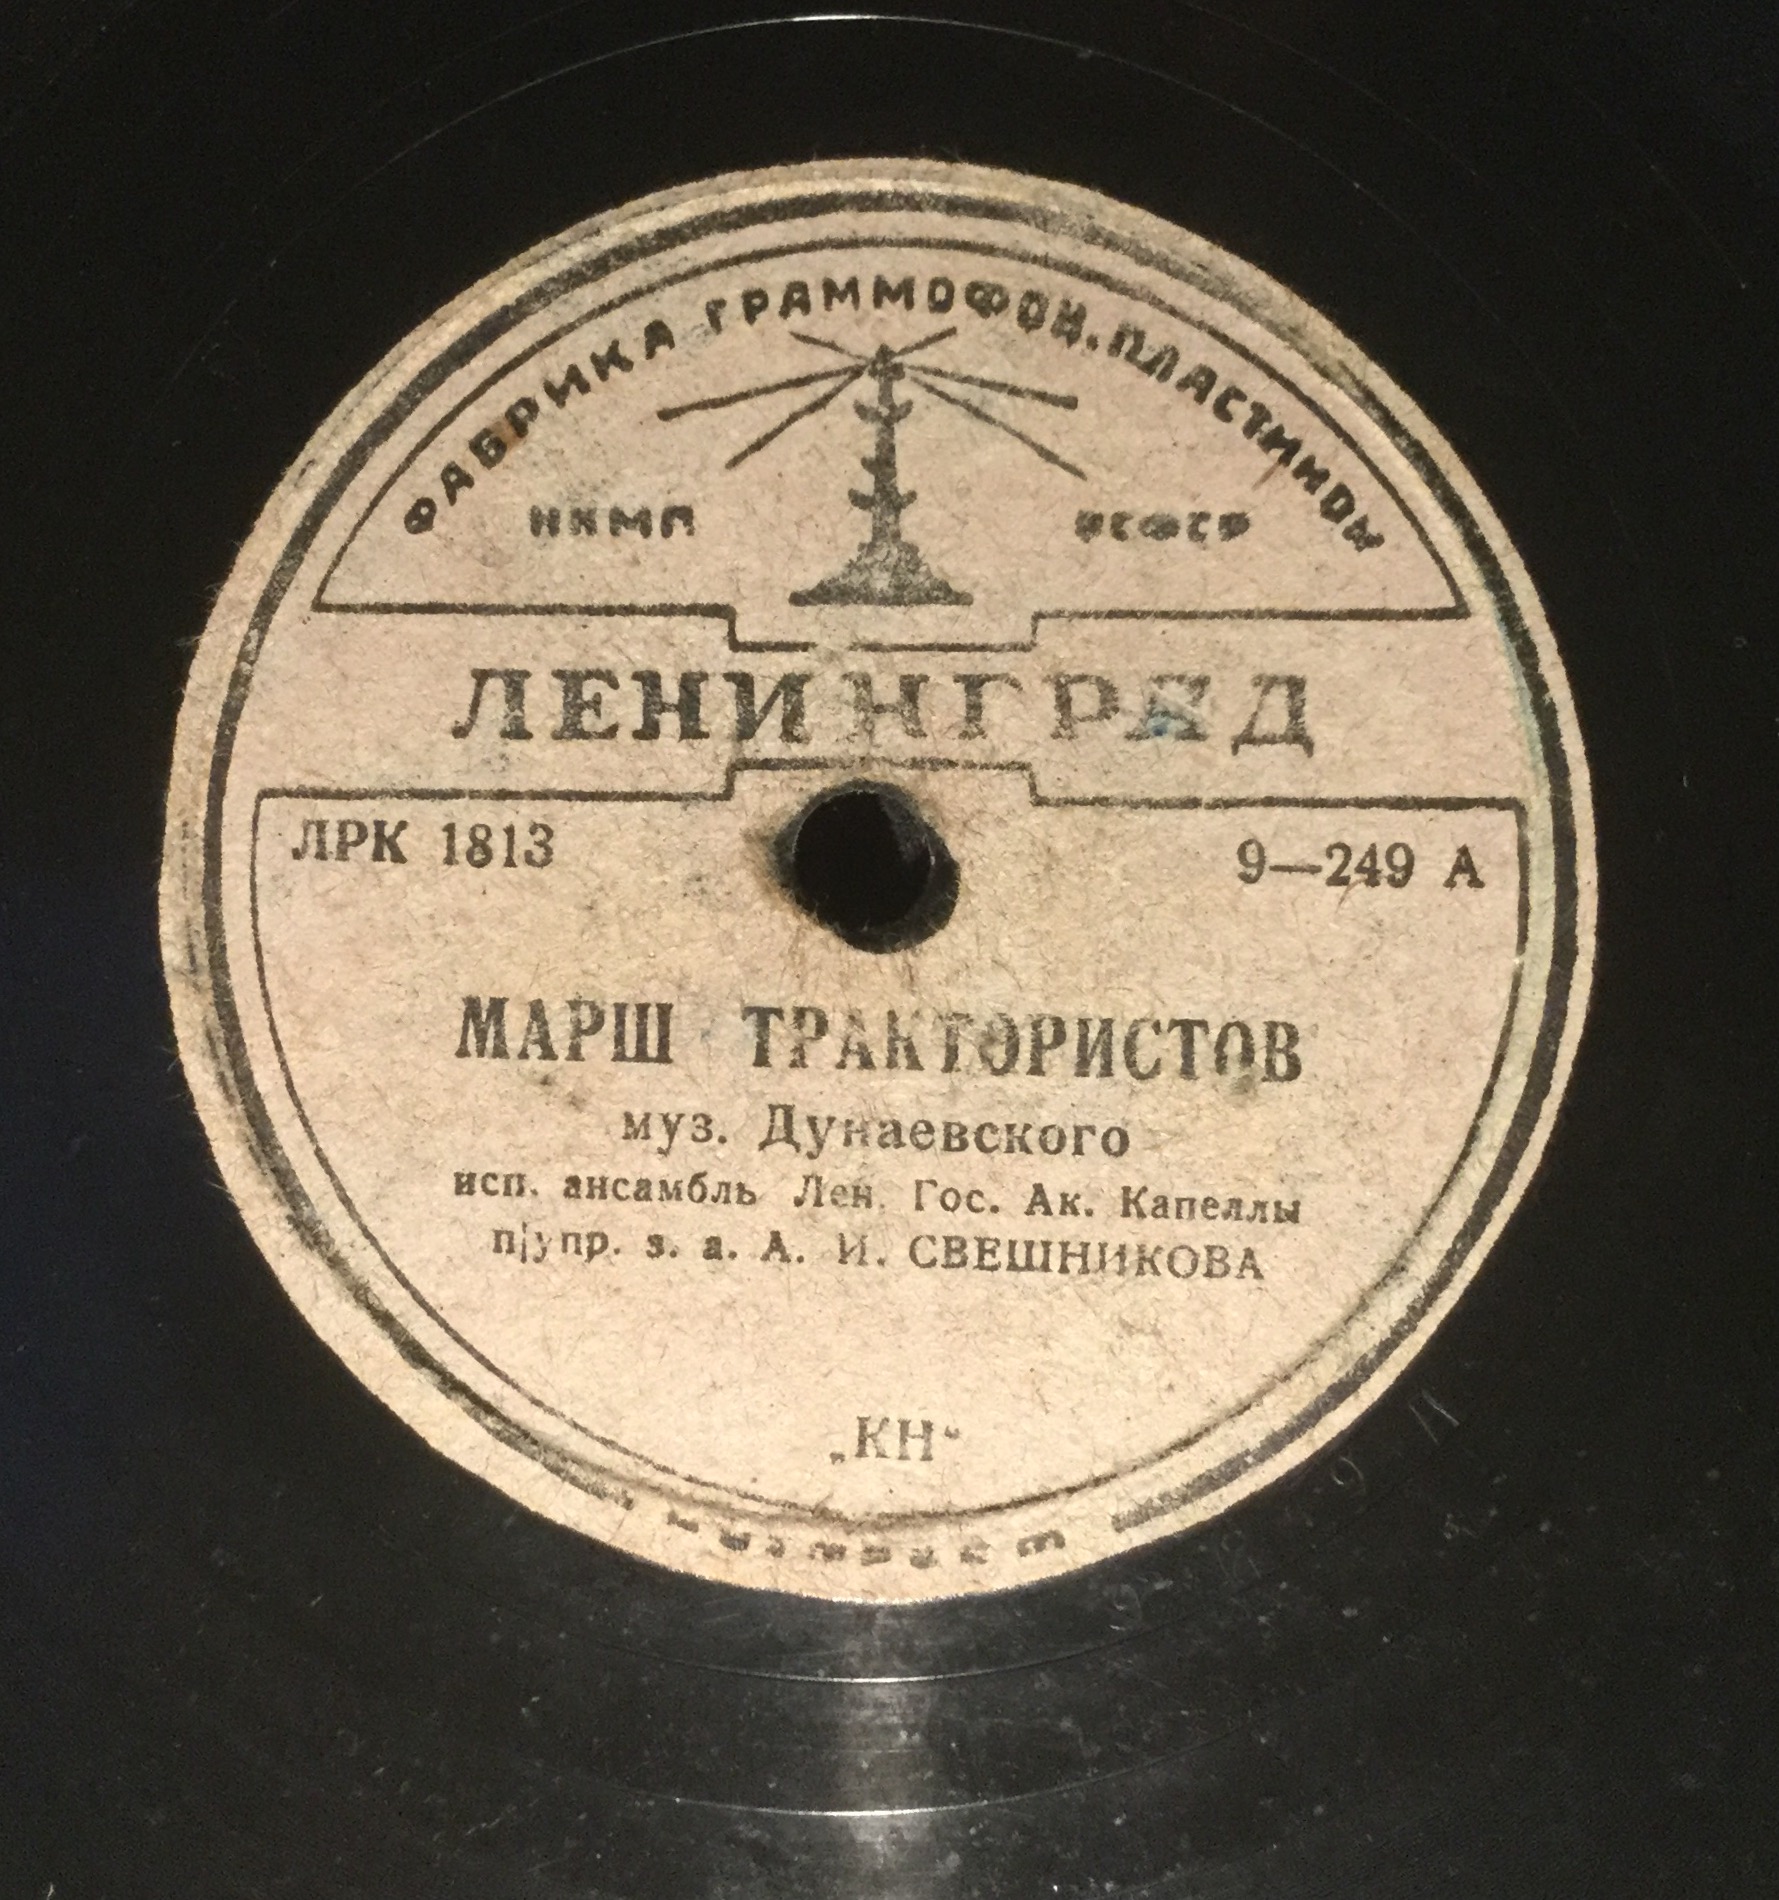 ФАБРИКА ГРАММОФОН. ПЛАСТИНОК
НКМП РСФСР
ЛЕНИНГРАД
ЛРК 1813
9—249 А
МАРШ ТРАКТОРИСТОВ
муз. Дунаевского
исп. ансамбль Лен. Гос. Ак. Капеллы
п|упр. з. а. А. И. СВЕШНИКОВА
„КН“